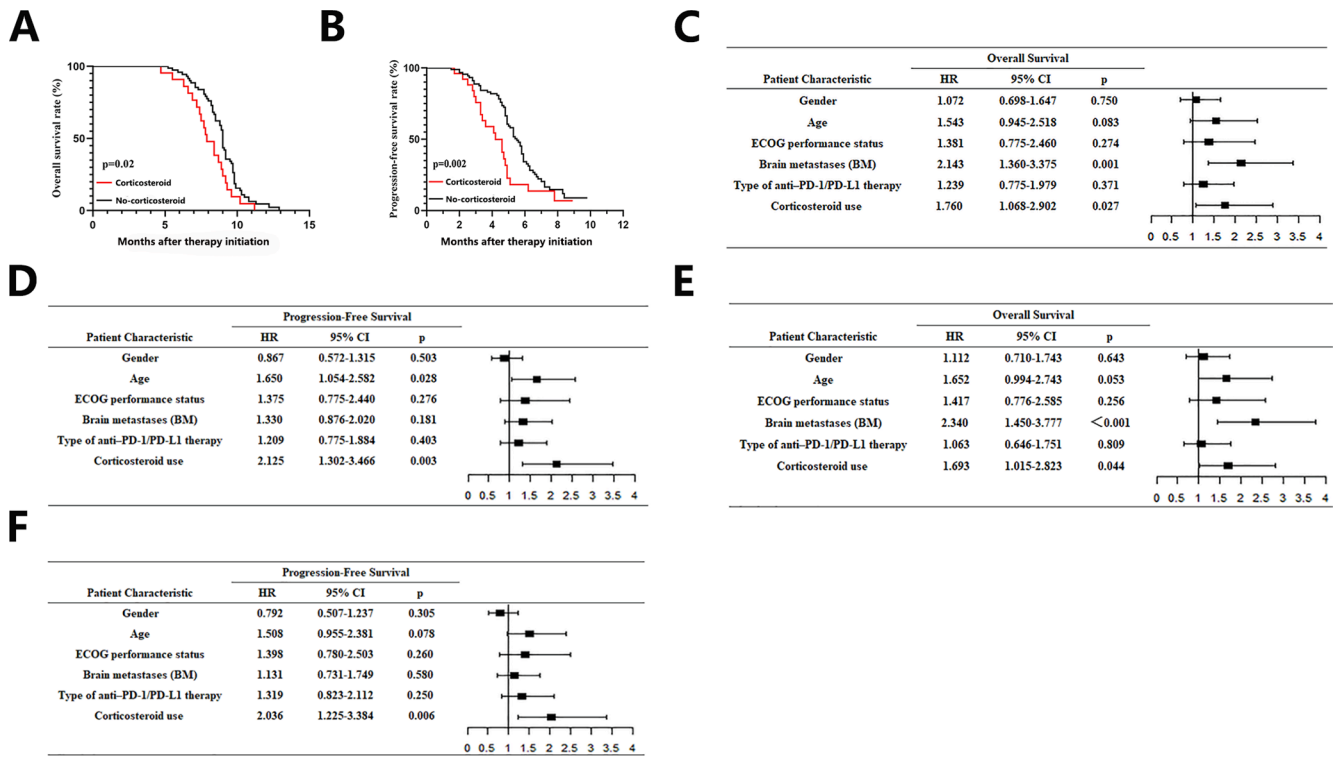 A
Overall survival rate (%)
100
50
0
p=0.02
Corticosteroid
No-corticosteroid
0 5 10 15
Months after therapy initiation
B
Progression-free survival rate (%)
100
50
0
p=0.002
Corticosteroid
No-corticosteroid
0 2 4 6 8 10 12
Months after therapy initiation
C
Overall Survival
Patient Characteristic HR 95% CI p
Gender 1.072 0.698-1.647 0.750
Age 1.543 0.945-2.518 0.083
ECOG performance status 1.381 0.775-2.460 0.274
Brain metastases (BM) 2.143 1.360-3.375 0.001
Type of anti–PD-1/PD-L1 therapy 1.239 0.775-1.979 0.371
Corticosteroid use 1.760 1.068-2.902 0.027
0 0.5 1 1.5 2 2.5 3 3.5 4
D
Progression-Free Survival
Patient Characteristic HR 95% CI p
Gender 0.867 0.572-1.315 0.503
Age 1.650 1.054-2.582 0.028
ECOG performance status 1.375 0.775-2.440 0.276
Brain metastases (BM) 1.330 0.876-2.020 0.181
Type of anti–PD-1/PD-L1 therapy 1.209 0.775-1.884 0.403
Corticosteroid use 2.125 1.302-3.466 0.003
0 0.5 1 1.5 2 2.5 3 3.5 4
E
Overall Survival
Patient Characteristic HR 95% CI p
Gender 1.112 0.710-1.743 0.643
Age 1.652 0.994-2.743 0.053
ECOG performance status 1.417 0.776-2.585 0.256
Brain metastases (BM) 2.340 1.450-3.777 <0.001
Type of anti–PD-1/PD-L1 therapy 1.063 0.646-1.751 0.809
Corticosteroid use 1.693 1.015-2.823 0.044
0 0.5 1 1.5 2 2.5 3 3.5 4
F
Progression-Free Survival
Patient Characteristic HR 95% CI p
Gender 0.792 0.507-1.237 0.305
Age 1.508 0.955-2.381 0.078
ECOG performance status 1.398 0.780-2.503 0.260
Brain metastases (BM) 1.131 0.731-1.749 0.580
Type of anti–PD-1/PD-L1 therapy 1.319 0.823-2.112 0.250
Corticosteroid use 2.036 1.225-3.384 0.006
0 0.5 1 1.5 2 2.5 3 3.5 4